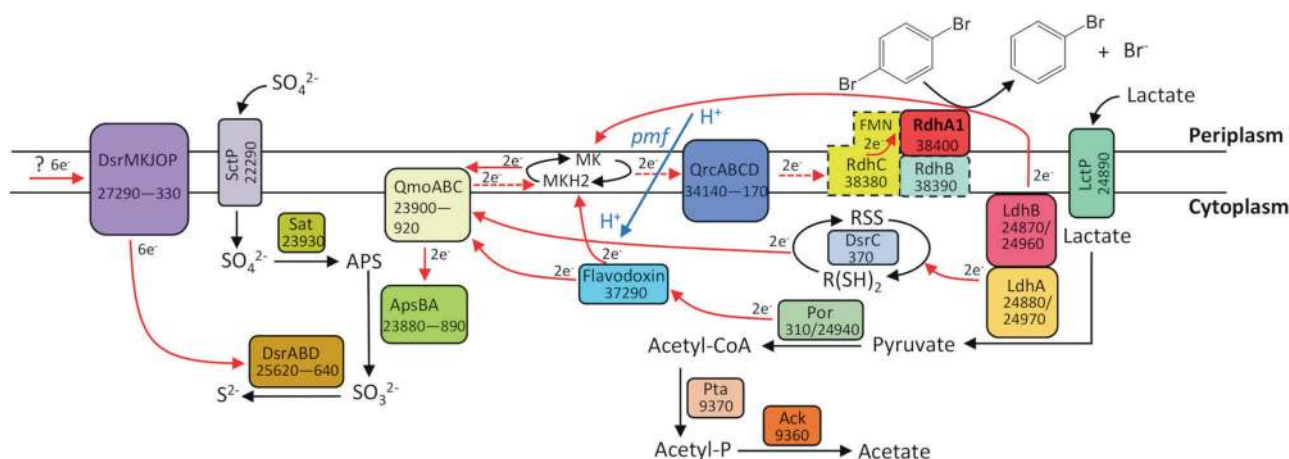 Br
Br
Br
+ Br⁻
SO₄²⁻
Lactate
H⁺
pmf
FMN
2e⁻
RdhA1
38400
Periplasm
? 6e⁻
DsrMKJOP
27290—330
SctP
22290
2e⁻
MK
MKH2
2e⁻
2e⁻
QrcABCD
34140—170
2e⁻
RdhC
38380
RdhB
38390
2e⁻
LctP
24890
QmoABC
23900—
920
H⁺
Cytoplasm
Sat
23930
RSS
DsrC
370
R(SH)₂
LdhB
24870/
24960
Lactate
6e⁻
SO₄²⁻
APS
2e⁻
2e⁻
2e⁻
2e⁻
2e⁻
Flavodoxin
37290
LdhA
24880/
24970
ApsBA
23880—890
2e⁻
Por
310/24940
DsrABD
25620—640
Acetyl-CoA
Pyruvate
S²⁻
SO₃²⁻
Pta
9370
Ack
9360
Acetyl-P
Acetate